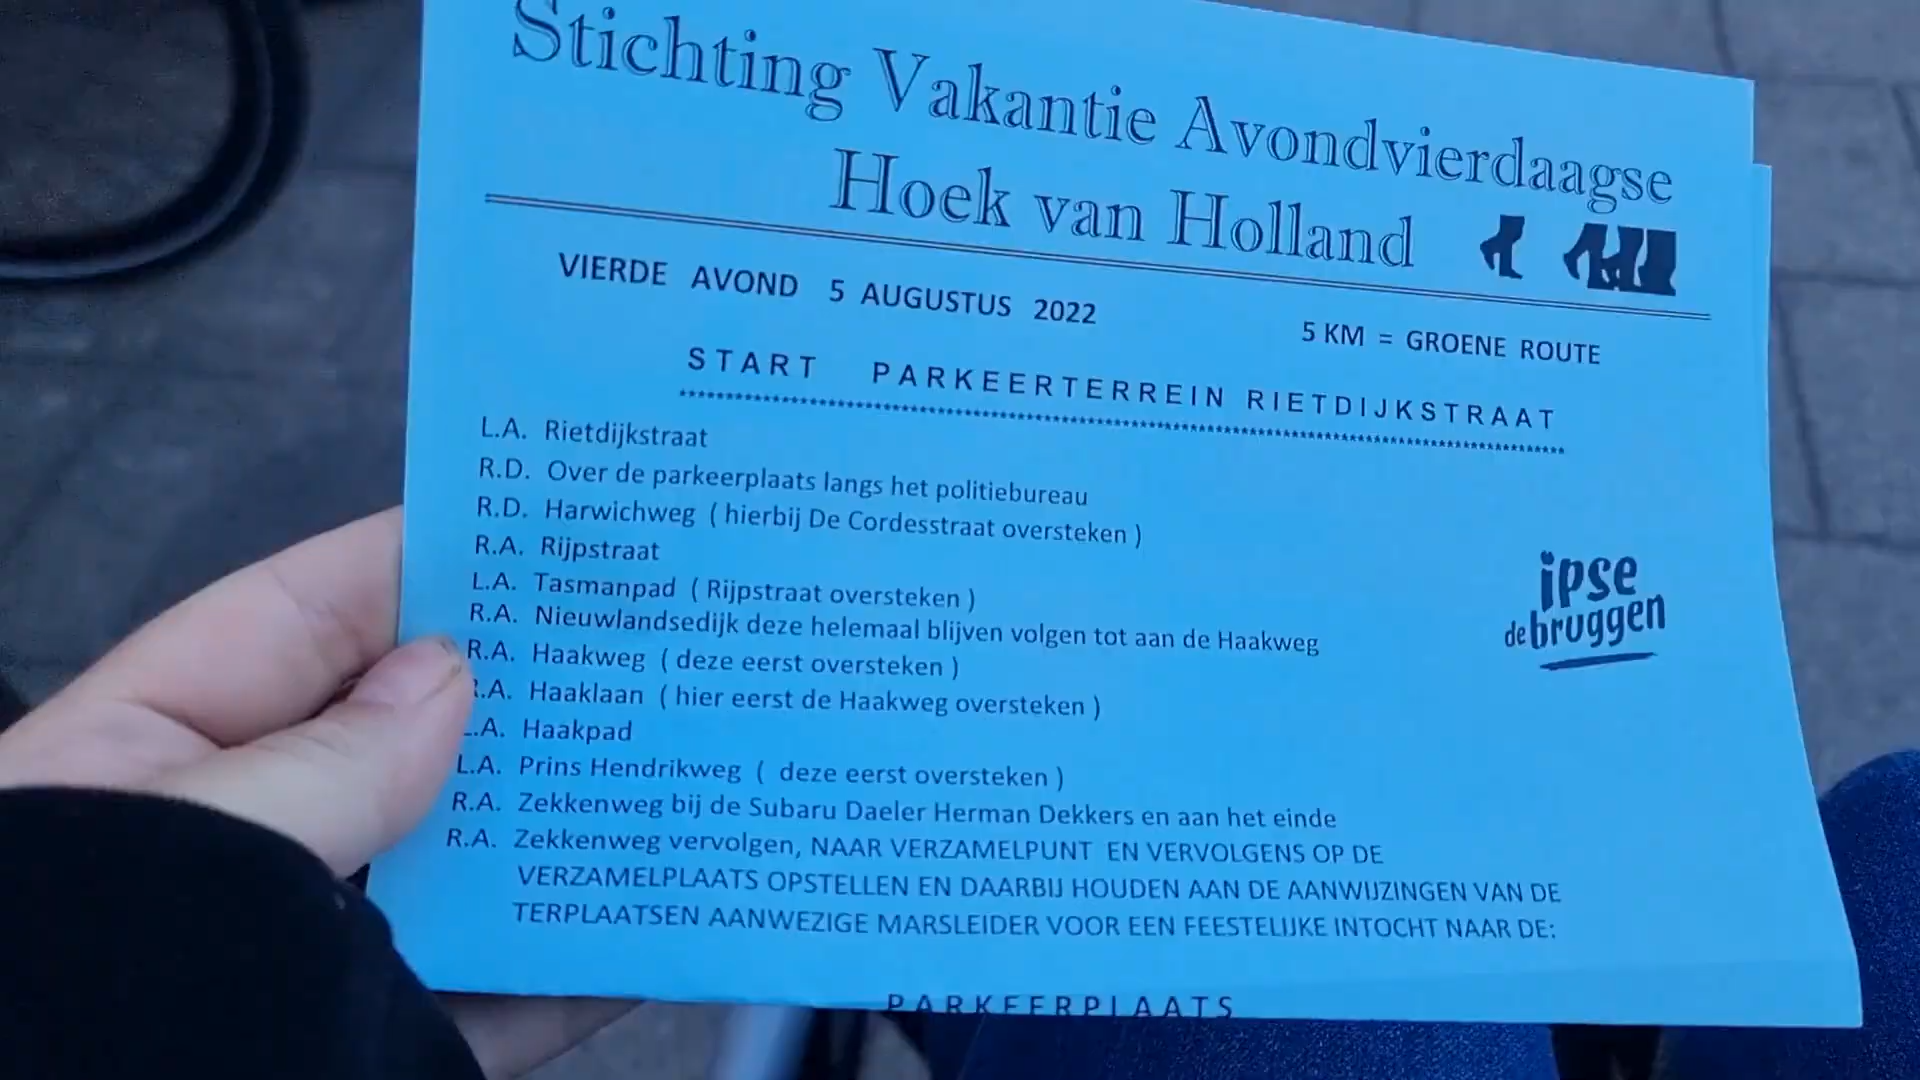 Stichting Vakantie Avondvierdaagse
Hoek van Holland
VIERDE AVOND 5 AUGUSTUS 2022
5 KM = GROENE ROUTE
START PARKEERTERREIN RIETDIJKSTRAAT
L.A. Rietdijkstraat
R.D. Over de parkeerplaats langs het politiebureau
R.D. Harwichweg ( hierbij De Cordesstraat oversteken )
R.A. Rijpstraat
L.A. Tasmanpad ( Rijpstraat oversteken )
R.A. Nieuwlandsedijk deze helemaal blijven volgen tot aan de Haakweg
R.A. Haakweg ( deze eerst oversteken )
R.A. Haaklaan ( hier eerst de Haakweg oversteken )
L.A. Haakpad
L.A. Prins Hendrikweg ( deze eerst oversteken )
R.A. Zekkenweg bij de Subaru Daeler Herman Dekkers en aan het einde
R.A. Zekkenweg vervolgen, NAAR VERZAMELPUNT EN VERVOLGENS OP DE
VERZAMELPLAATS OPSTELLEN EN DAARBIJ HOUDEN AAN DE AANWIJZINGEN VAN DE
TERPLAATSEN AANWEZIGE MARSLEIDER VOOR EEN FEESTELIJKE INTOCHT NAAR DE:
PARKEERPLAATS
ipse
de bruggen